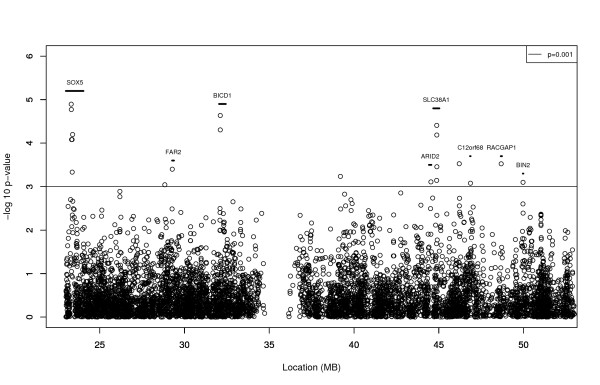 p=0.001
SOX5
BICD1
SLC38A1
FAR2
ARID2
C12orf68
RACGAP1
BIN2
−log 10 p−value
6
5
4
3
2
1
0
25
30
35
40
45
50
Location (MB)